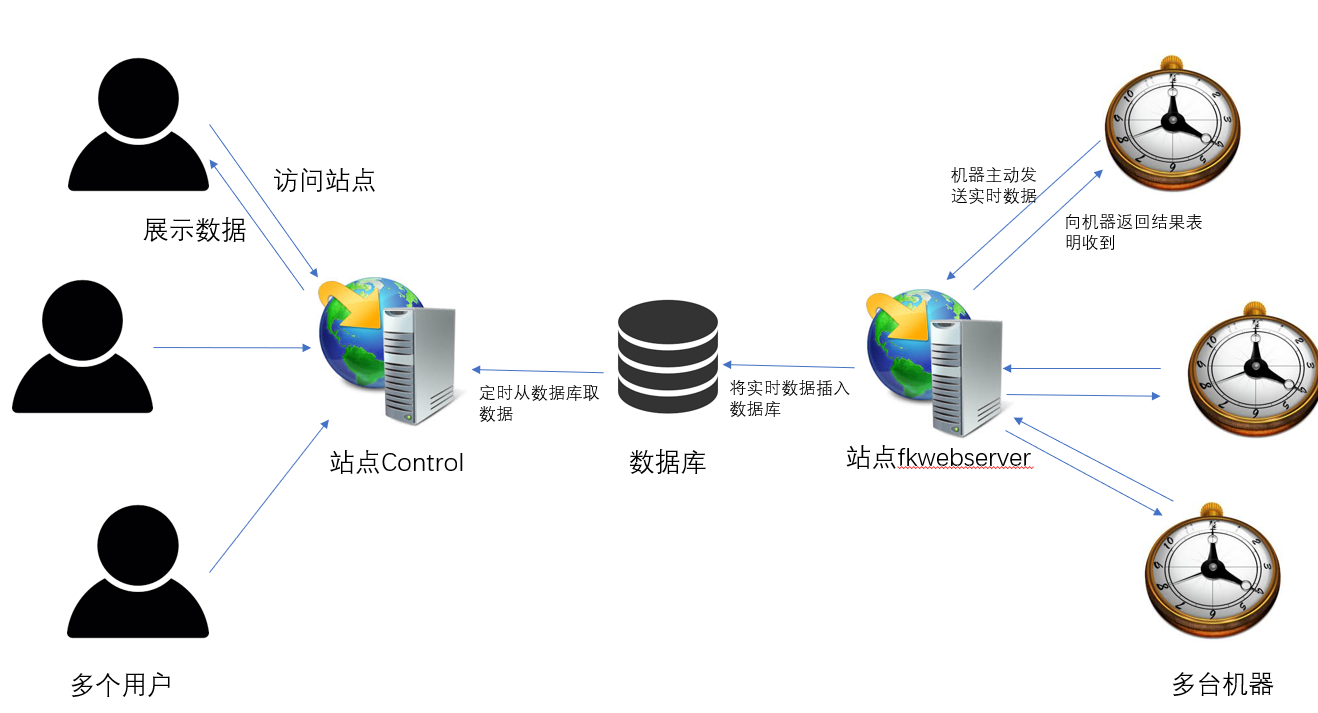 访问站点
展示数据
机器主动发
送实时数据
向机器返回结果表
明收到
定时从数据库取
数据
将实时数据插入
数据库
站点Control
数据库
站点fkwebserver
多个用户
多台机器